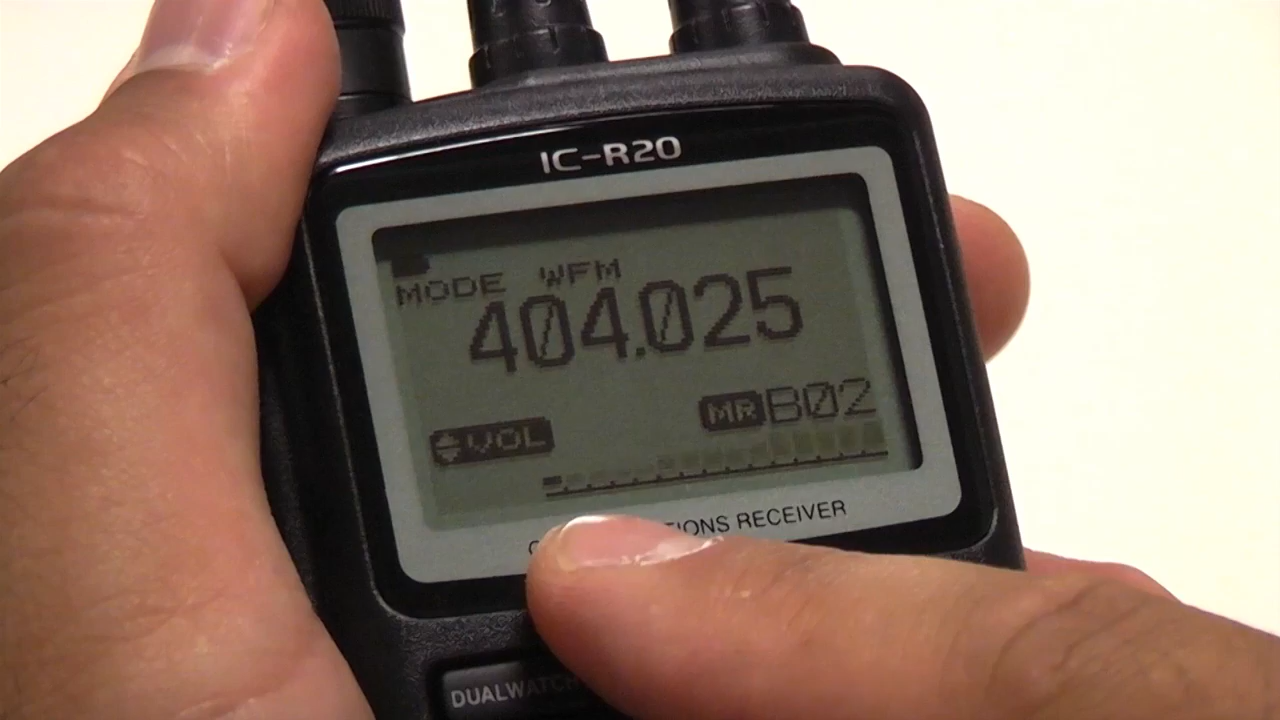 IC-R20
MODE WFM
404.025
MR B02
VOL
TIONS RECEIVER
DUALWATCH